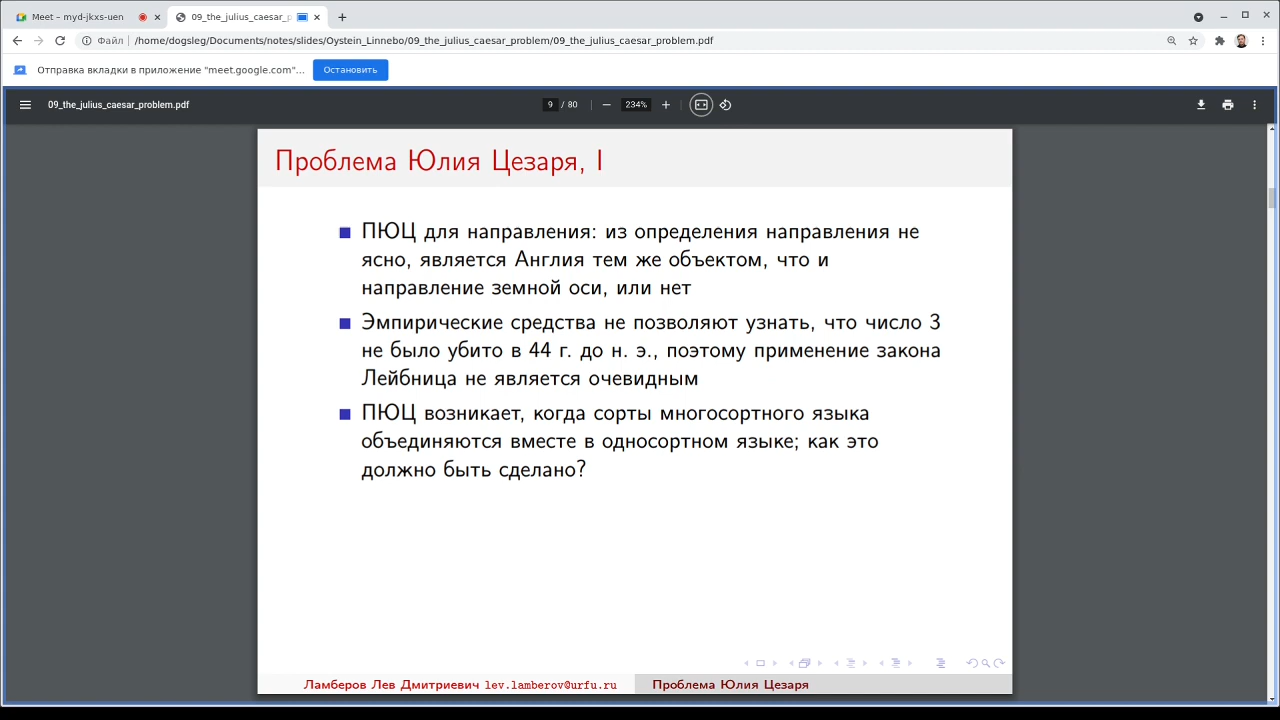 Meet – myd-jkxs-uen
09_the_julius_caesar_p
Файл
/home/dogsleg/Documents/notes/slides/Oystein_Linnebo/09_the_julius_caesar_problem/09_the_julius_caesar_problem.pdf
Отправка вкладки в приложение "meet.google.com"...
Остановить
09_the_julius_caesar_problem.pdf
9 / 80
234%
Проблема Юлия Цезаря, I
ПЮЦ для направления: из определения направления не
ясно, является Англия тем же объектом, что и
направление земной оси, или нет
Эмпирические средства не позволяют узнать, что число 3
не было убито в 44 г. до н. э., поэтому применение закона
Лейбница не является очевидным
ПЮЦ возникает, когда сорты многосортного языка
объединяются вместе в односортном языке; как это
должно быть сделано?
Ламберов Лев Дмитриевич lev.lamberov@urfu.ru
Проблема Юлия Цезаря